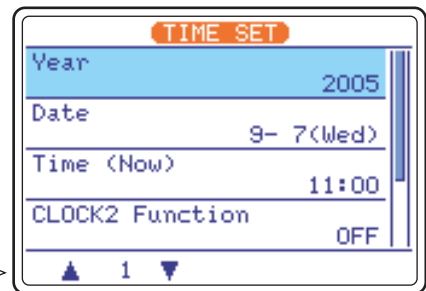 TIME SET
Year
2005
Date
9- 7(Wed)
Time (Now)
11:00
CLOCK2 Function
OFF
▲ 1 ▼